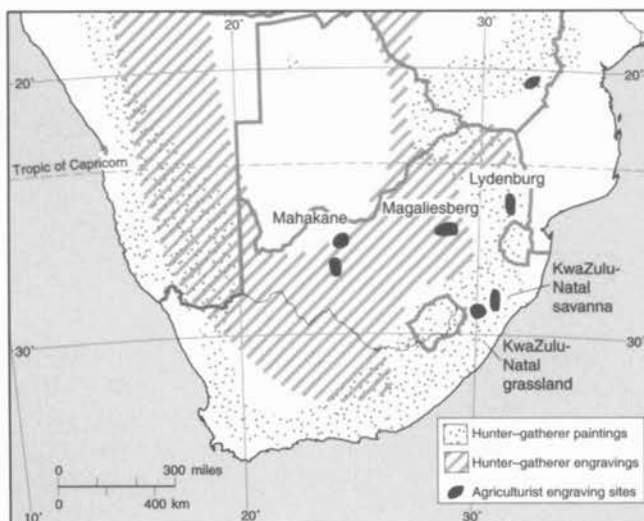 20°
30°
20°
20°
Tropic of Capricorn
Lydenburg
Mahakane
Magaliesberg
KwaZulu-
Natal
savanna
30°
30°
KwaZulu-
Natal
grassland
0 300 miles
0 400 km
Hunter–gatherer paintings
Hunter–gatherer engravings
Agriculturist engraving sites
10°
20°
30°